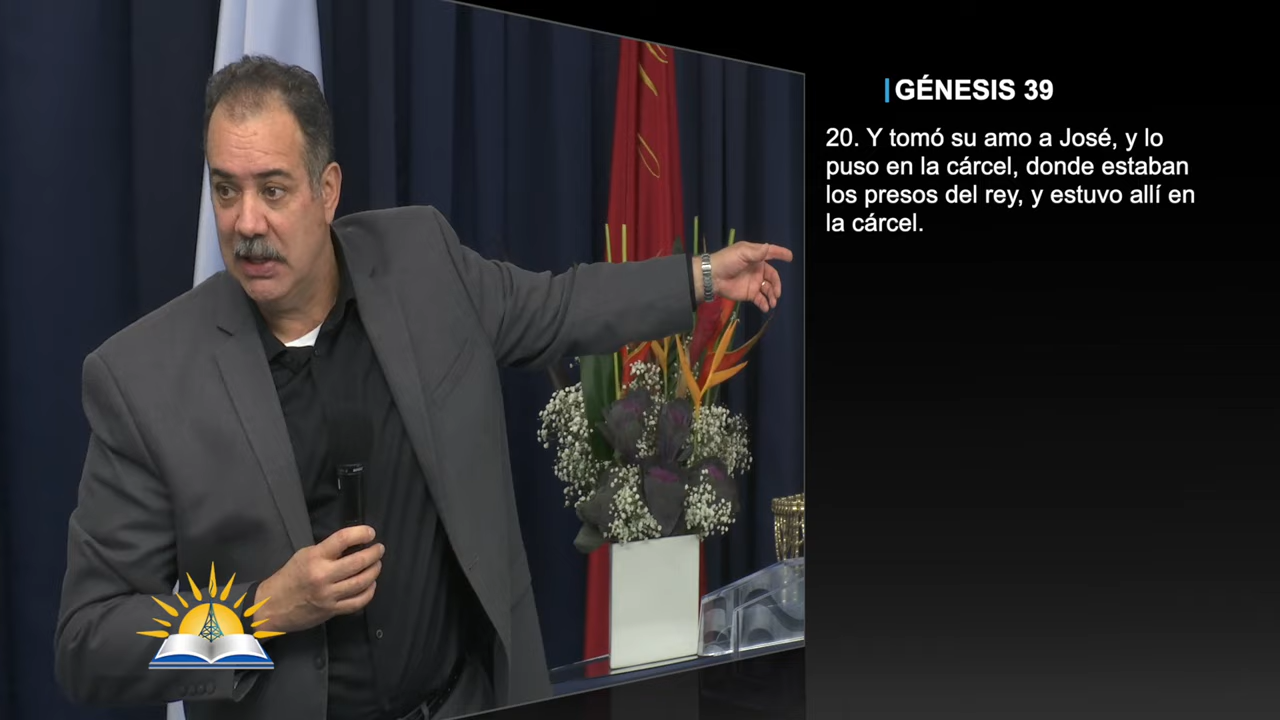 GÉNESIS 39
20. Y tomó su amo a José, y lo
puso en la cárcel, donde estaban
los presos del rey, y estuvo allí en
la cárcel.